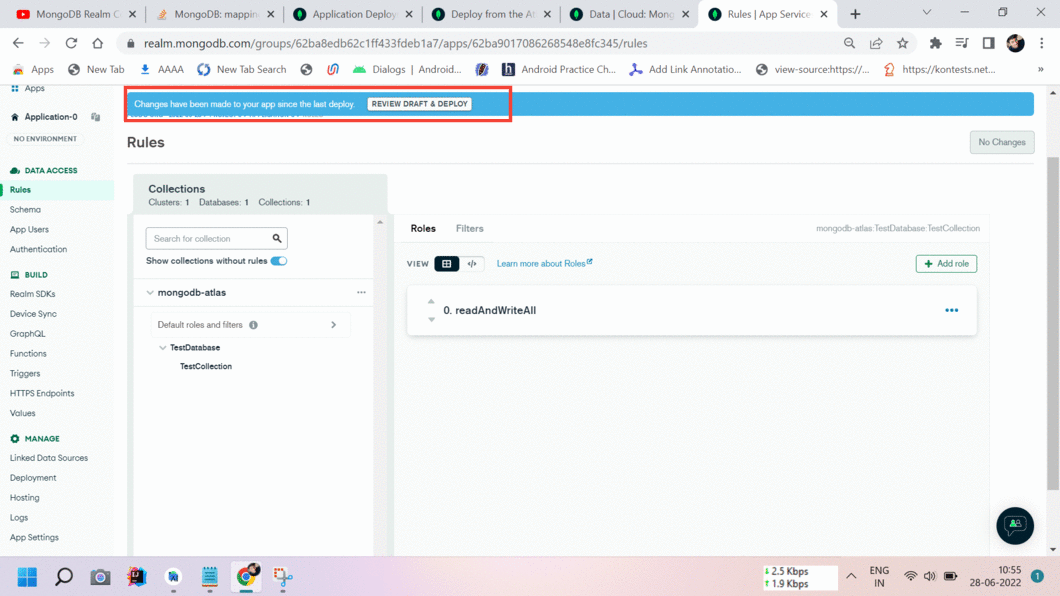 MongoDB Realm C
MongoDB: mapping
Application Deploy
Deploy from the At
Data | Cloud: Mong
Rules | App Service
realm.mongodb.com/groups/62ba8edb62c1ff433fdeb1a7/apps/62ba9017086268548e8fc345/rules
Apps
New Tab
AAAA
New Tab Search
Dialogs | Android...
Android Practice Ch...
Add Link Annotatio...
view-source:https://...
https://kontests.net...
»
Apps
Changes have been made to your app since the last deploy.
REVIEW DRAFT & DEPLOY
Application-0
NO ENVIRONMENT
Rules
No Changes
DATA ACCESS
Rules
Schema
App Users
Authentication
BUILD
Realm SDKs
Device Sync
GraphQL
Functions
Triggers
HTTPS Endpoints
Values
MANAGE
Linked Data Sources
Deployment
Hosting
Logs
App Settings
Collections
Clusters: 1 Databases: 1 Collections: 1
Search for collection
Show collections without rules
mongodb-atlas
Default roles and filters
TestDatabase
TestCollection
Roles
Filters
mongodb-atlas.TestDatabase.TestCollection
VIEW
</>
Learn more about Roles
+ Add role
0. readAndWriteAll
2.5 Kbps
1.9 Kbps
ENG
IN
10:55
28-06-2022
1